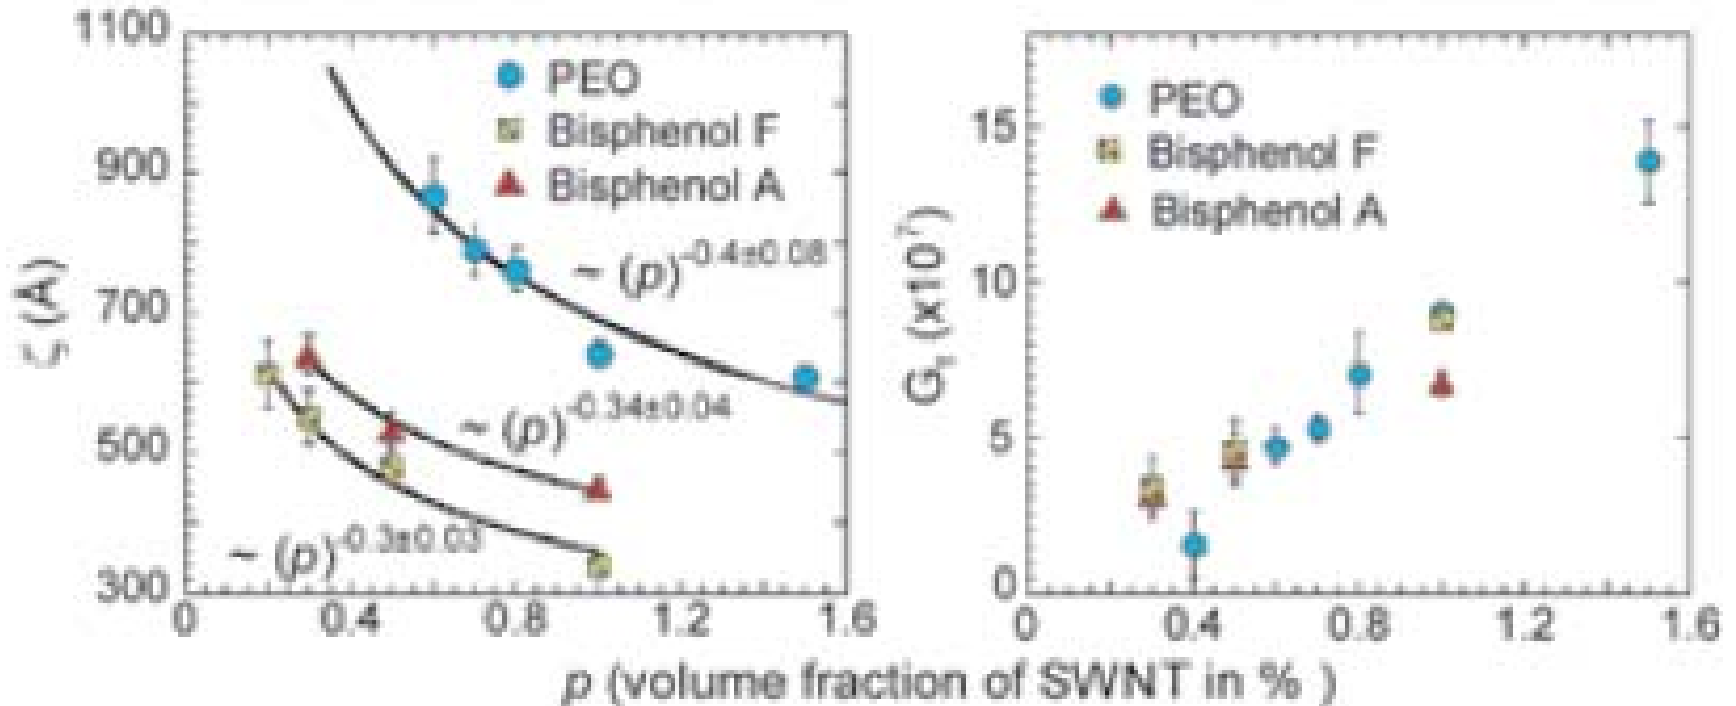 1100
900
700
500
300
ξ (Å)
PEO
Bisphenol F
Bisphenol A
~ (p)^-0.4±0.08
~ (p)^-0.34±0.04
~ (p)^-0.3±0.03
0 0.4 0.8 1.2 1.6
15
10
5
0
(x10^7)
PEO
Bisphenol F
Bisphenol A
0 0.4 0.8 1.2 1.6
p (volume fraction of SWNT in % )